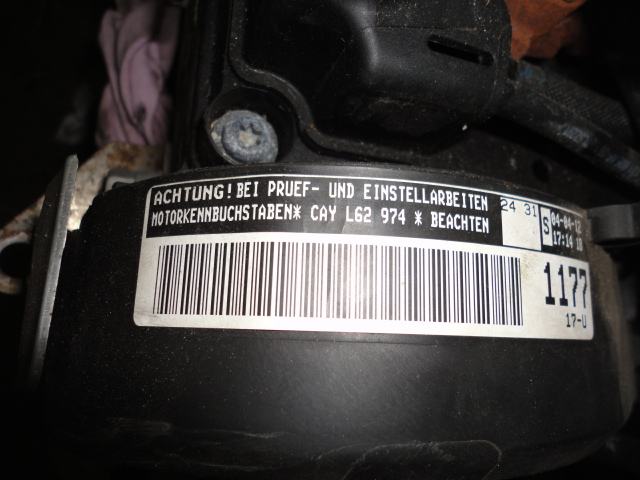 ACHTUNG! BEI PRUEF- UND EINSTELLARBEITEN
MOTORKENNBUCHSTABEN* CAY L62 974 * BEACHTEN
24 31
S
04-04-12
17:14 18
1177
17-U